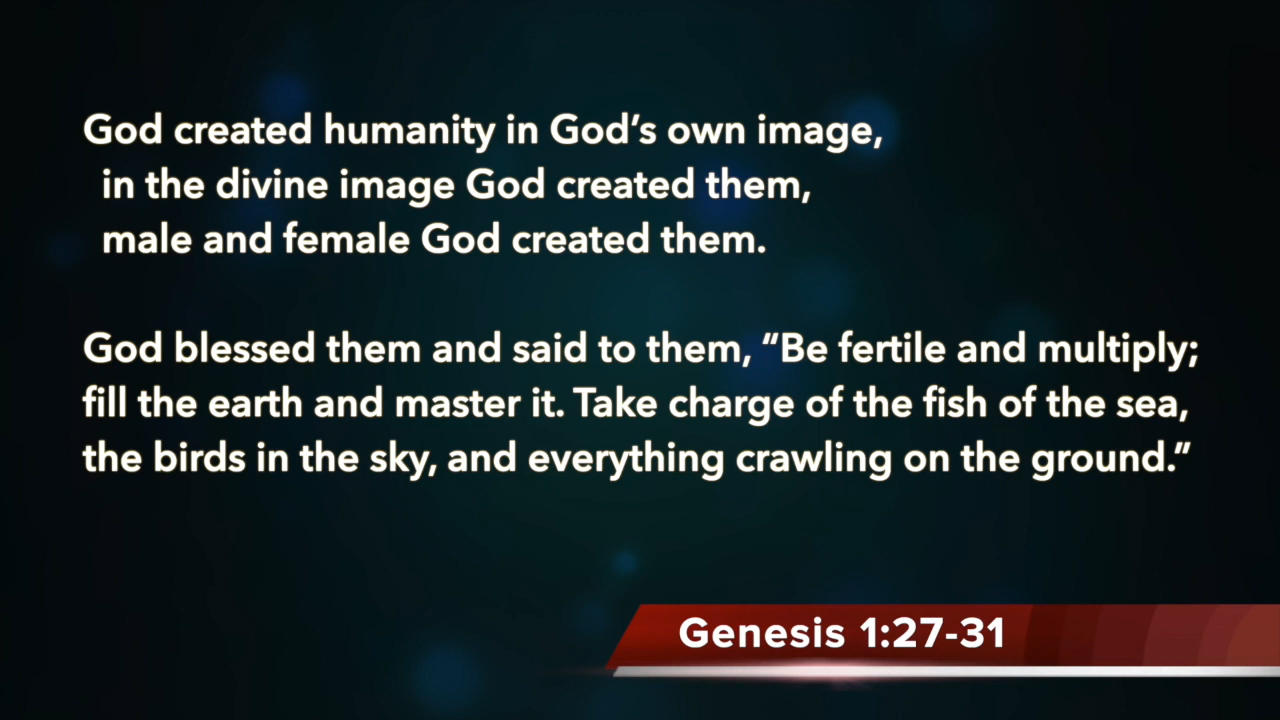 God created humanity in God’s own image,
in the divine image God created them,
male and female God created them.
God blessed them and said to them, “Be fertile and multiply;
fill the earth and master it. Take charge of the fish of the sea,
the birds in the sky, and everything crawling on the ground.”
Genesis 1:27-31